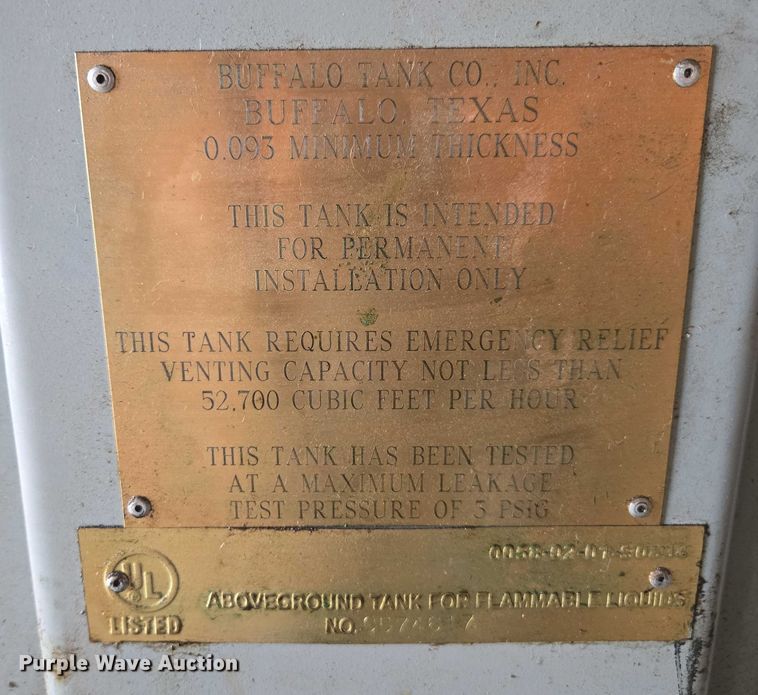 BUFFALO TANK CO., INC.
BUFFALO, TEXAS
0.093 MINIMUM THICKNESS
THIS TANK IS INTENDED
FOR PERMANENT
INSTALLATION ONLY
THIS TANK REQUIRES EMERGENCY RELIEF
VENTING CAPACITY NOT LESS THAN
52,700 CUBIC FEET PER HOUR
THIS TANK HAS BEEN TESTED
AT A MAXIMUM LEAKAGE
TEST PRESSURE OF 3 PSIG
UL
LISTED
ABOVEGROUND TANK FOR FLAMMABLE LIQUIDS
NO.
Purple Wave Auction